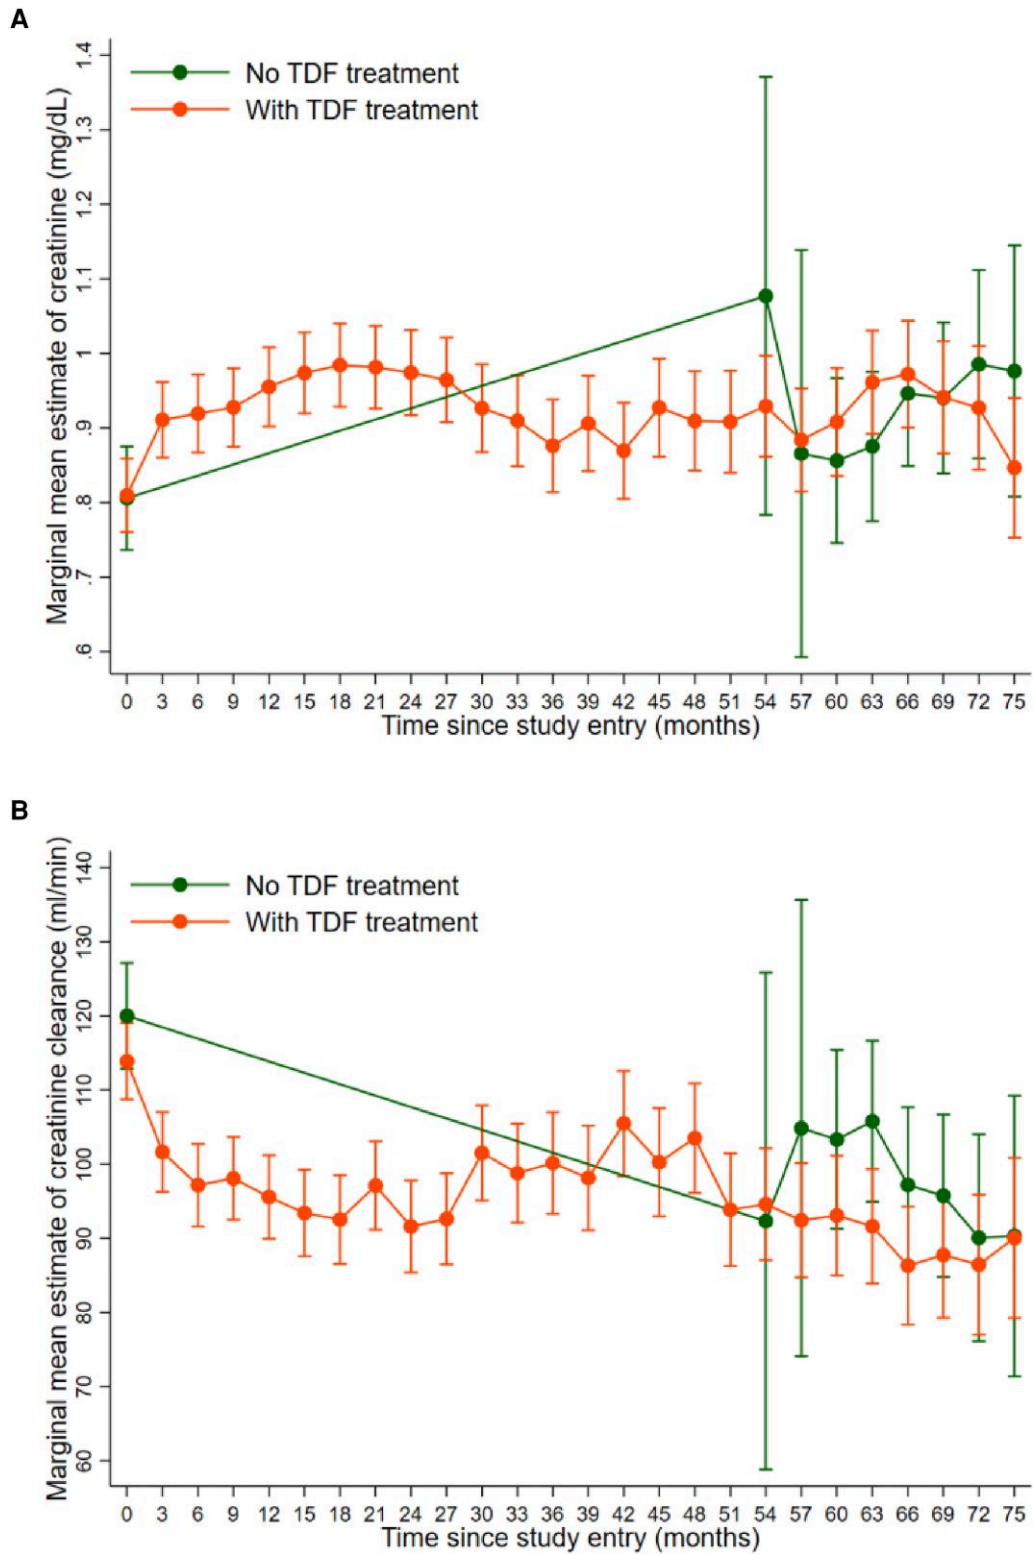 A
No TDF treatment
With TDF treatment
Marginal mean estimate of creatinine (mg/dL)
1.4
1.3
1.2
1.1
1
.9
.8
.7
.6
0 3 6 9 12 15 18 21 24 27 30 33 36 39 42 45 48 51 54 57 60 63 66 69 72 75
Time since study entry (months)
B
No TDF treatment
With TDF treatment
Marginal mean estimate of creatinine clearance (ml/min)
140
130
120
110
100
90
80
70
60
0 3 6 9 12 15 18 21 24 27 30 33 36 39 42 45 48 51 54 57 60 63 66 69 72 75
Time since study entry (months)